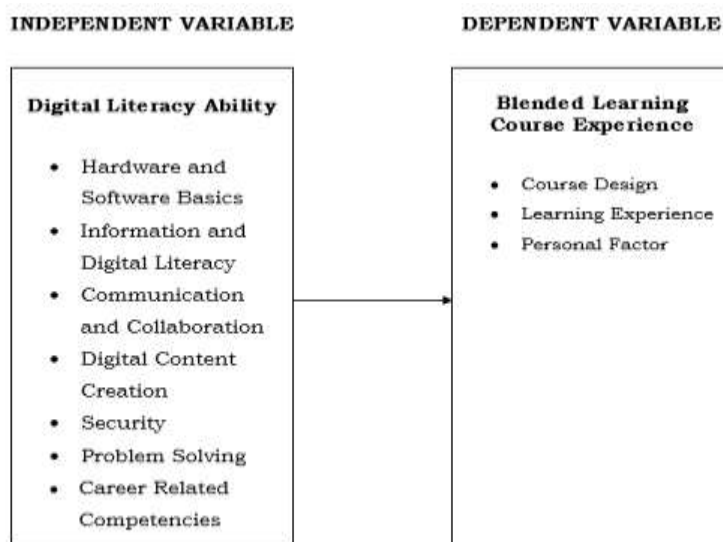 INDEPENDENT VARIABLE
Digital Literacy Ability
• Hardware and
Software Basics
• Information and
Digital Literacy
• Communication
and Collaboration
• Digital Content
Creation
• Security
• Problem Solving
• Career Related
Competencies
DEPENDENT VARIABLE
Blended Learning
Course Experience
• Course Design
• Learning Experience
• Personal Factor